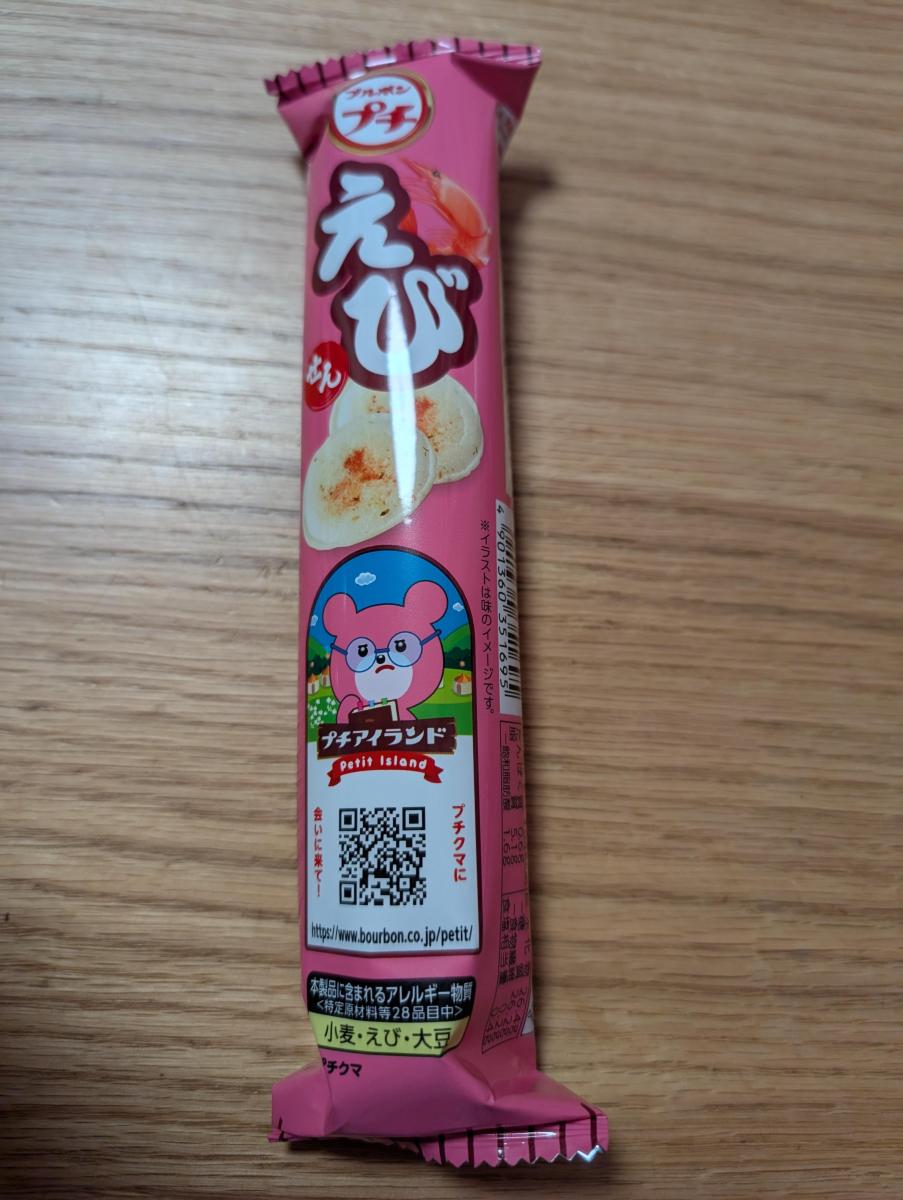 ブルボン
プチ
えび
せん
※イラストは味のイメージです。
4 901360 351695
プチアイランド
Petit Island
プチクマに
会いに来て!
https://www.bourbon.co.jp/petit/
本製品に含まれるアレルギー物質
<特定原材料等28品目中>
小麦・えび・大豆
プチクマ